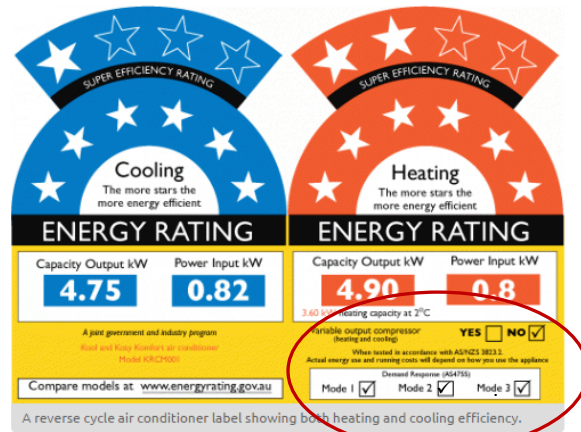 SUPER EFFICIENCY RATING
Cooling
The more stars the
more energy efficient
ENERGY RATING
Capacity Output kW Power Input kW
4.75 0.82
A joint government and industry program
Kool and Kosy Komfort air conditioner
Model KRCM001
Compare models at www.energyrating.gov.au
SUPER EFFICIENCY RATING
Heating
The more stars the
more energy efficient
ENERGY RATING
Capacity Output kW Power Input kW
4.90 0.8
3.60 kW heating capacity at 2°C
Variable output compressor YES NO
(heating and cooling)
When tested in accordance with AS/NZS 3823.2.
Actual energy use and running costs will depend on how you use the appliance
Demand Response (AS4755)
Mode 1 Mode 2 Mode 3
A reverse cycle air conditioner label showing both heating and cooling efficiency.